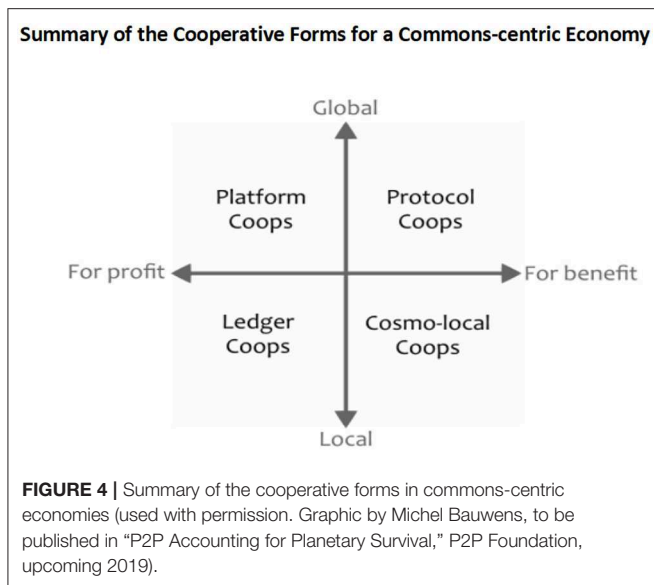 Summary of the Cooperative Forms for a Commons-centric Economy
Global
Platform
Coops
Protocol
Coops
For profit
For benefit
Ledger
Coops
Cosmo-local
Coops
Local
FIGURE 4 | Summary of the cooperative forms in commons-centric
economies (used with permission. Graphic by Michel Bauwens, to be
published in “P2P Accounting for Planetary Survival,” P2P Foundation,
upcoming 2019).